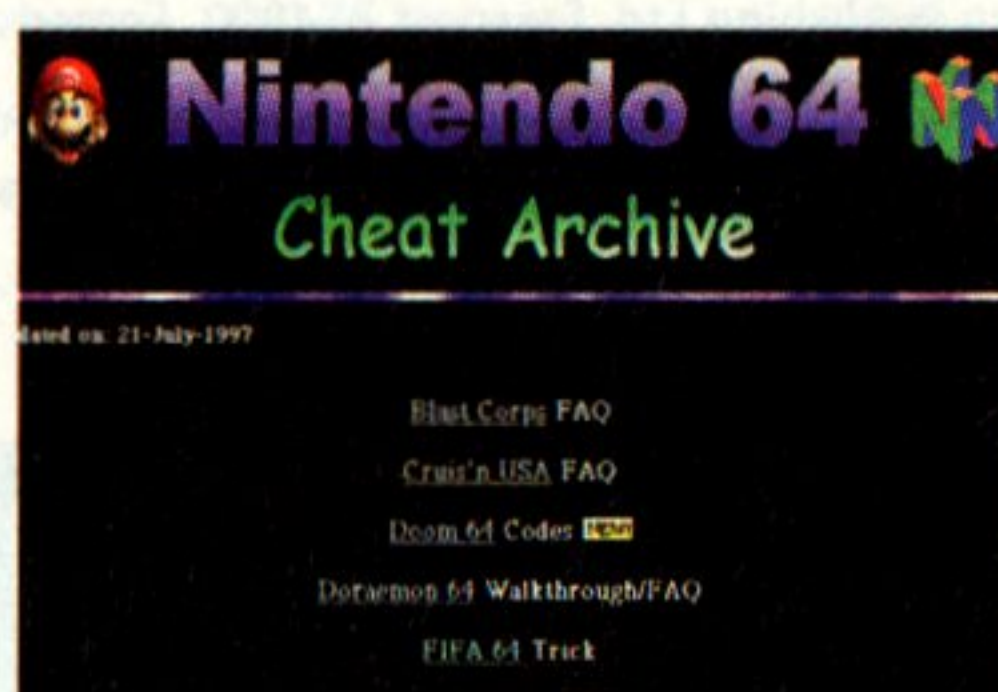 Nintendo 64
Cheat Archive
dated on: 21-July-1997
Blast Corps FAQ
Cruis'n USA FAQ
Doom 64 Codes NEW!
Doraemon 64 Walkthrough/FAQ
FIFA 64 Trick